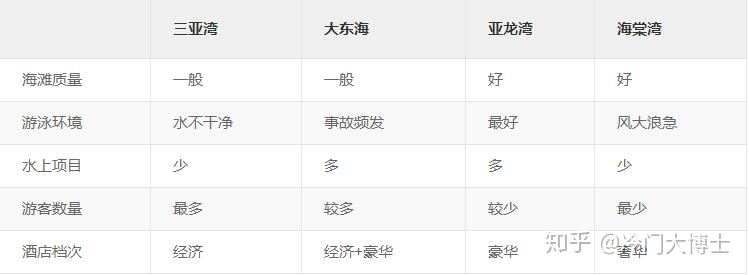 三亚湾 大东海 亚龙湾 海棠湾
海滩质量 一般 一般 好 好
游泳环境 水不干净 事故频发 最好 风大浪急
水上项目 少 多 多 少
游客数量 最多 较多 较少 最少
酒店档次 经济 经济+豪华 豪华 奢华
知乎 @冷门大博士